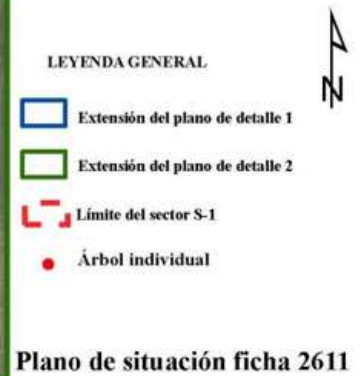 N
LEYENDA GENERAL
Extensión del plano de detalle 1
Extensión del plano de detalle 2
Límite del sector S-1
Árbol individual
Plano de situación ficha 2611